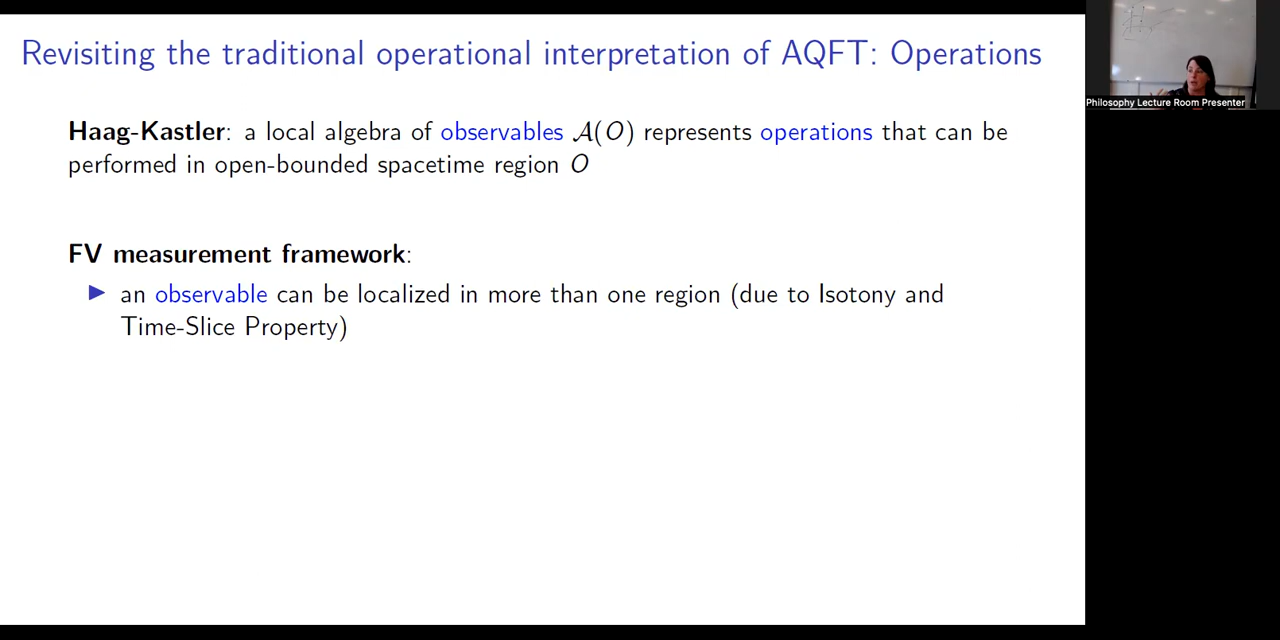 Revisiting the traditional operational interpretation of AQFT: Operations
Philosophy Lecture Room Presenter
Haag-Kastler: a local algebra of observables 𝒜(O) represents operations that can be
performed in open-bounded spacetime region O
FV measurement framework:
▶ an observable can be localized in more than one region (due to Isotony and
Time-Slice Property)